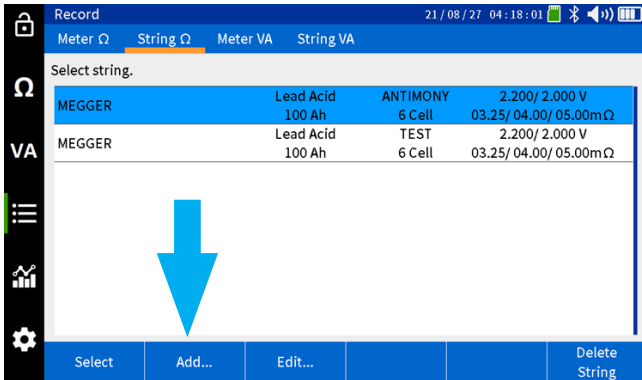 Record 21/08/27 04:18:01
Meter Ω String Ω Meter VA String VA
Select string.
Ω
VA
MEGGER Lead Acid ANTIMONY 2.200/ 2.000 V
100 Ah 6 Cell 03.25/ 04.00/ 05.00mΩ
MEGGER Lead Acid TEST 2.200/ 2.000 V
100 Ah 6 Cell 03.25/ 04.00/ 05.00mΩ
Select Add... Edit... Delete
String